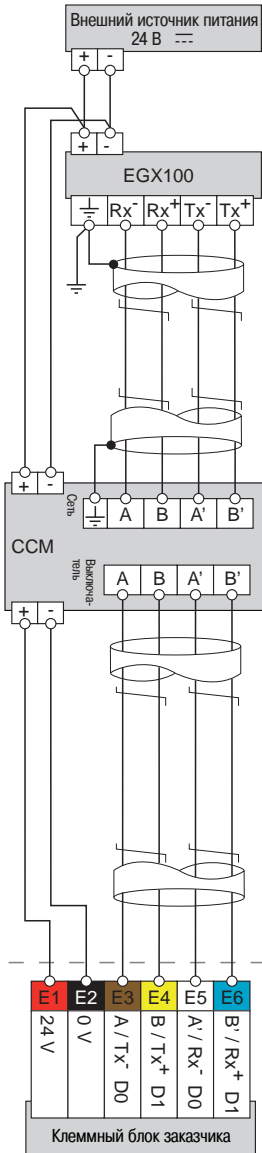 Внешний источник питания
24 В
+ -
+ -
EGX100
Rx- Rx+ Tx- Tx+
+ -
Сеть
A B A' B'
CCM
Выключа-
тель
A B A' B'
+ -
E1 E2 E3 E4 E5 E6
24 V
0 V
A / Tx- D0
B / Tx+ D1
A' / Rx- D0
B' / Rx+ D1
Клеммный блок заказчика